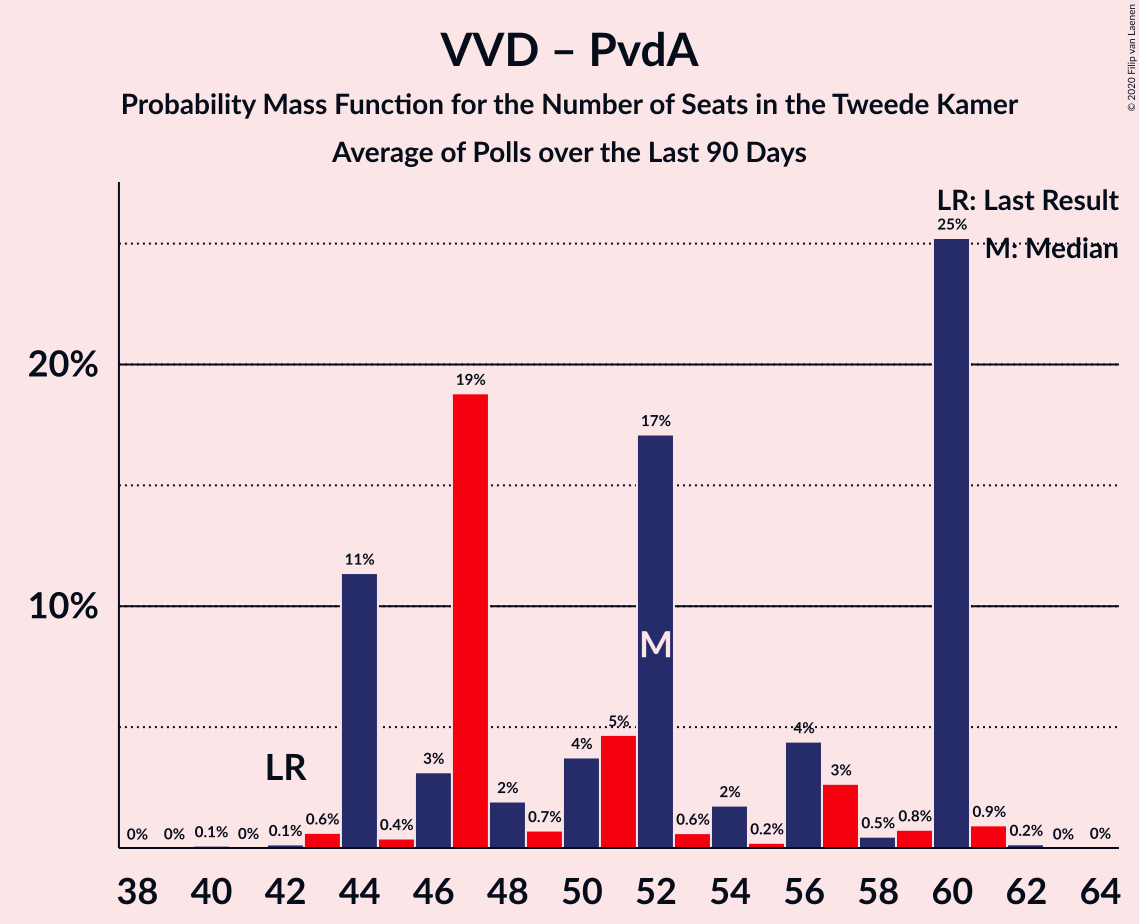 VVD – PvdA
Probability Mass Function for the Number of Seats in the Tweede Kamer
Average of Polls over the Last 90 Days
© 2020 Filip van Laenen
LR: Last Result
M: Median
20%
10%
0% 0% 0.1% 0% 0.1% 0.6% 11% 0.4% 3% 19% 2% 0.7% 4% 5% 17% 0.6% 2% 0.2% 4% 3% 0.5% 0.8% 25% 0.9% 0.2% 0% 0%
LR
M
38 40 42 44 46 48 50 52 54 56 58 60 62 64